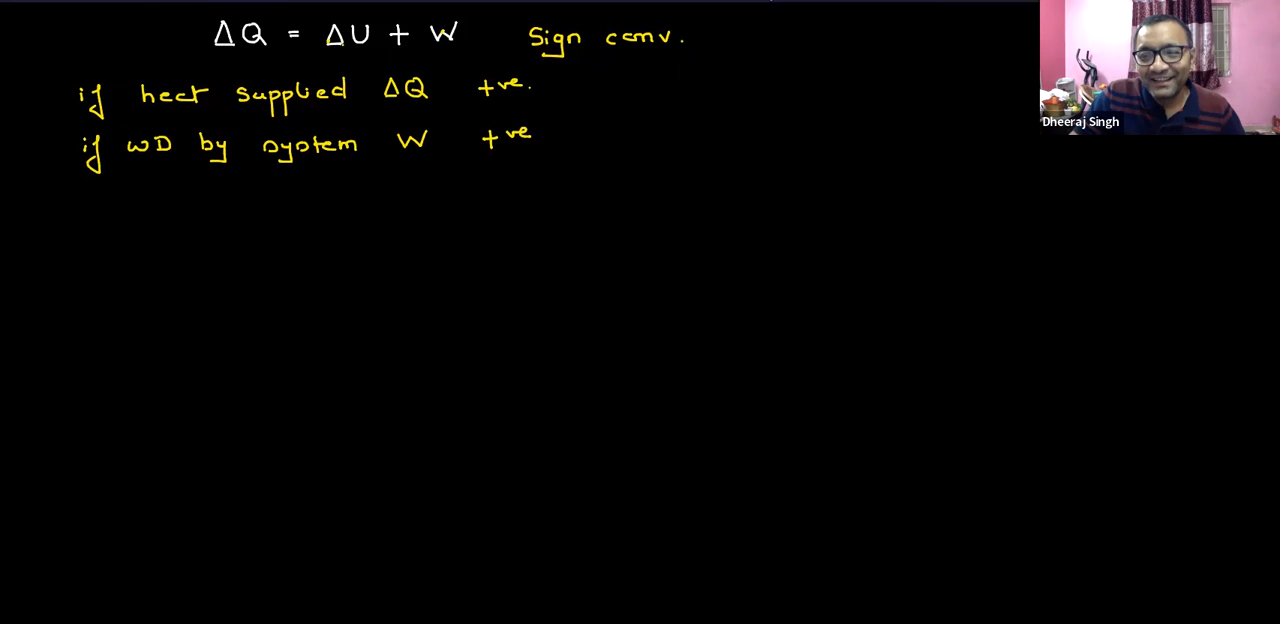 ΔQ = ΔU + W Sign conv.
if heat supplied ΔQ +ve.
if WD by system W +ve
Dheeraj Singh